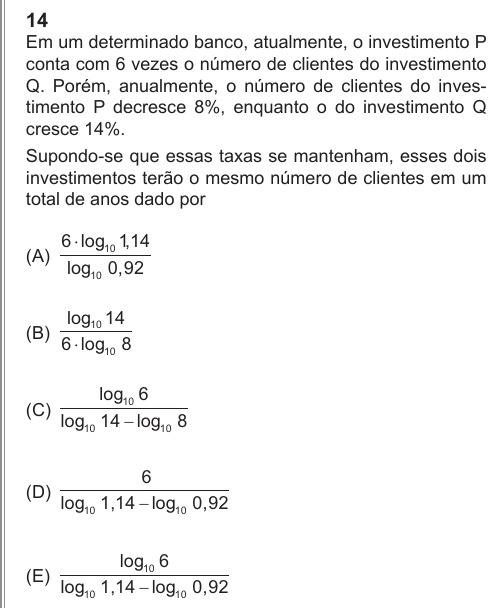 14
Em um determinado banco, atualmente, o investimento P
conta com 6 vezes o número de clientes do investimento
Q. Porém, anualmente, o número de clientes do inves-
timento P decresce 8%, enquanto o do investimento Q
cresce 14%.
Supondo-se que essas taxas se mantenham, esses dois
investimentos terão o mesmo número de clientes em um
total de anos dado por
(A) 6·log₁₀ 1,14
log₁₀ 0,92
(B) log₁₀ 14
6·log₁₀ 8
(C) log₁₀ 6
log₁₀ 14 – log₁₀ 8
(D) 6
log₁₀ 1,14 – log₁₀ 0,92
(E) log₁₀ 6
log₁₀ 1,14 – log₁₀ 0,92